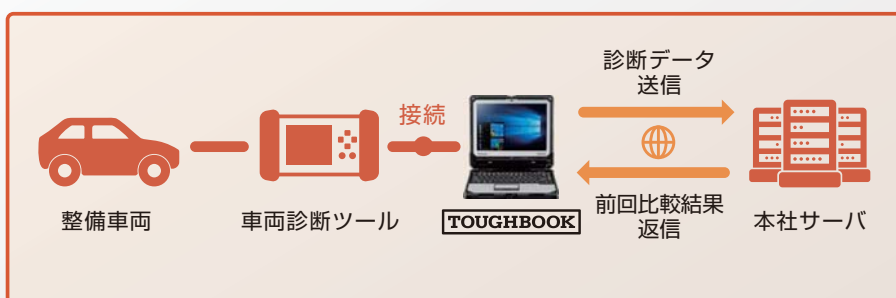 診断データ
送信
接続
整備車両
車両診断ツール
TOUGHBOOK
前回比較結果
返信
本社サーバ